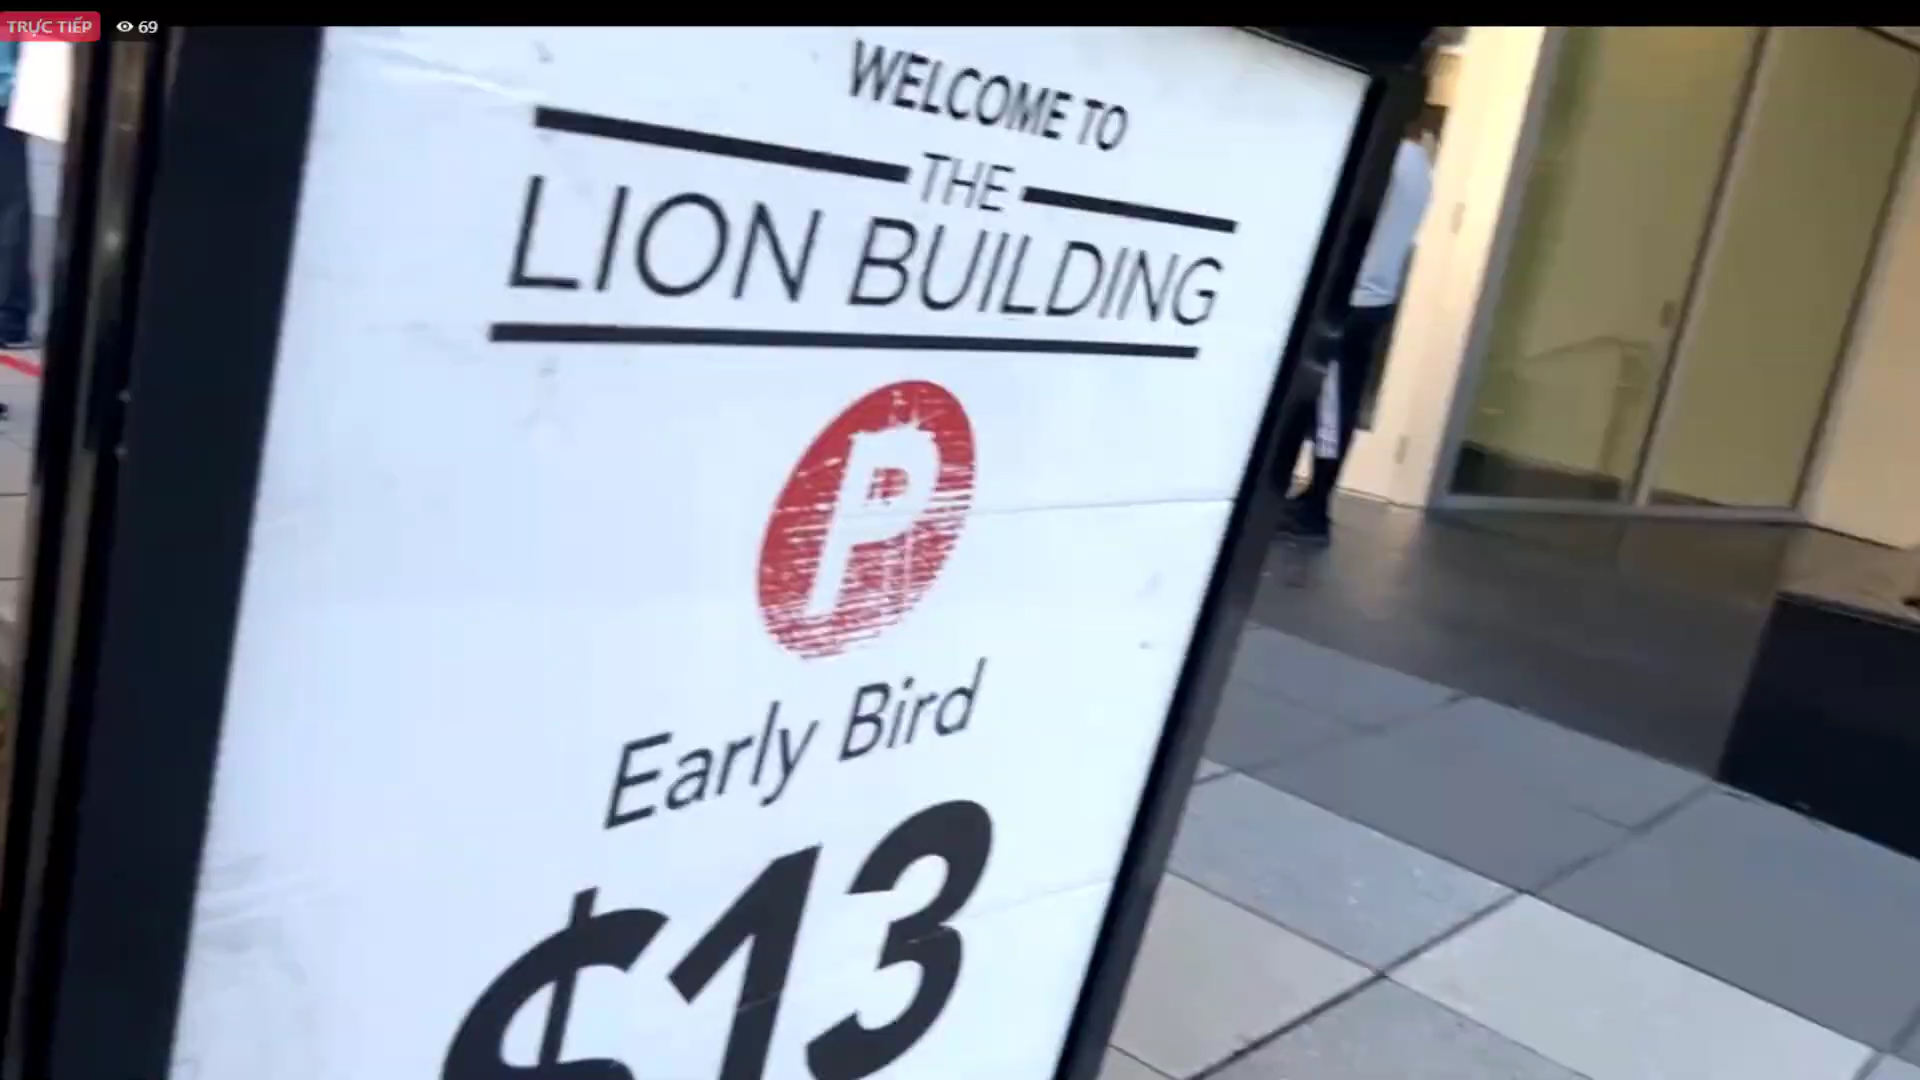 TRỰC TIẾP 69
WELCOME TO
THE
LION BUILDING
P
Early Bird
$13